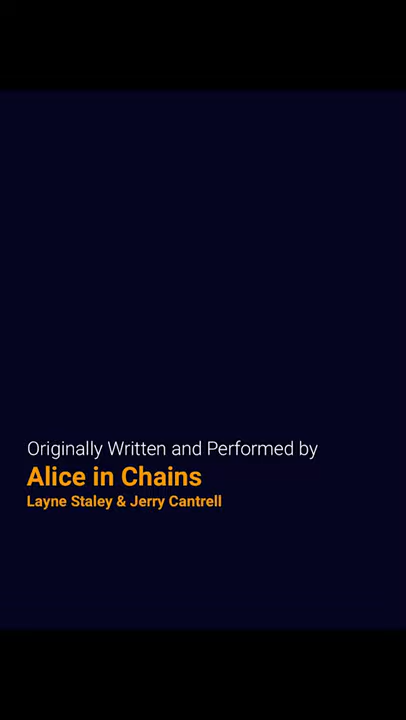 Originally Written and Performed by
Alice in Chains
Layne Staley & Jerry Cantrell